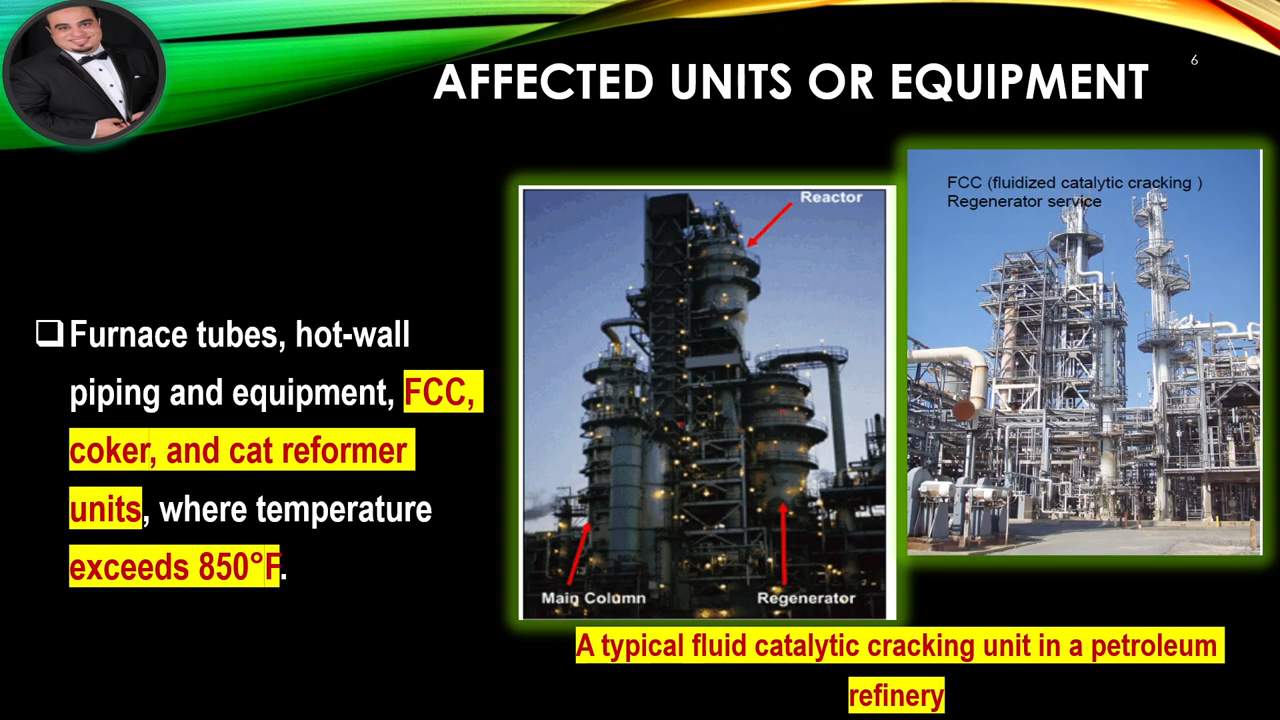 AFFECTED UNITS OR EQUIPMENT
6
Furnace tubes, hot-wall
piping and equipment, FCC,
coker, and cat reformer
units, where temperature
exceeds 850°F.
Reactor
Main Column
Regenerator
FCC (fluidized catalytic cracking )
Regenerator service
A typical fluid catalytic cracking unit in a petroleum
refinery